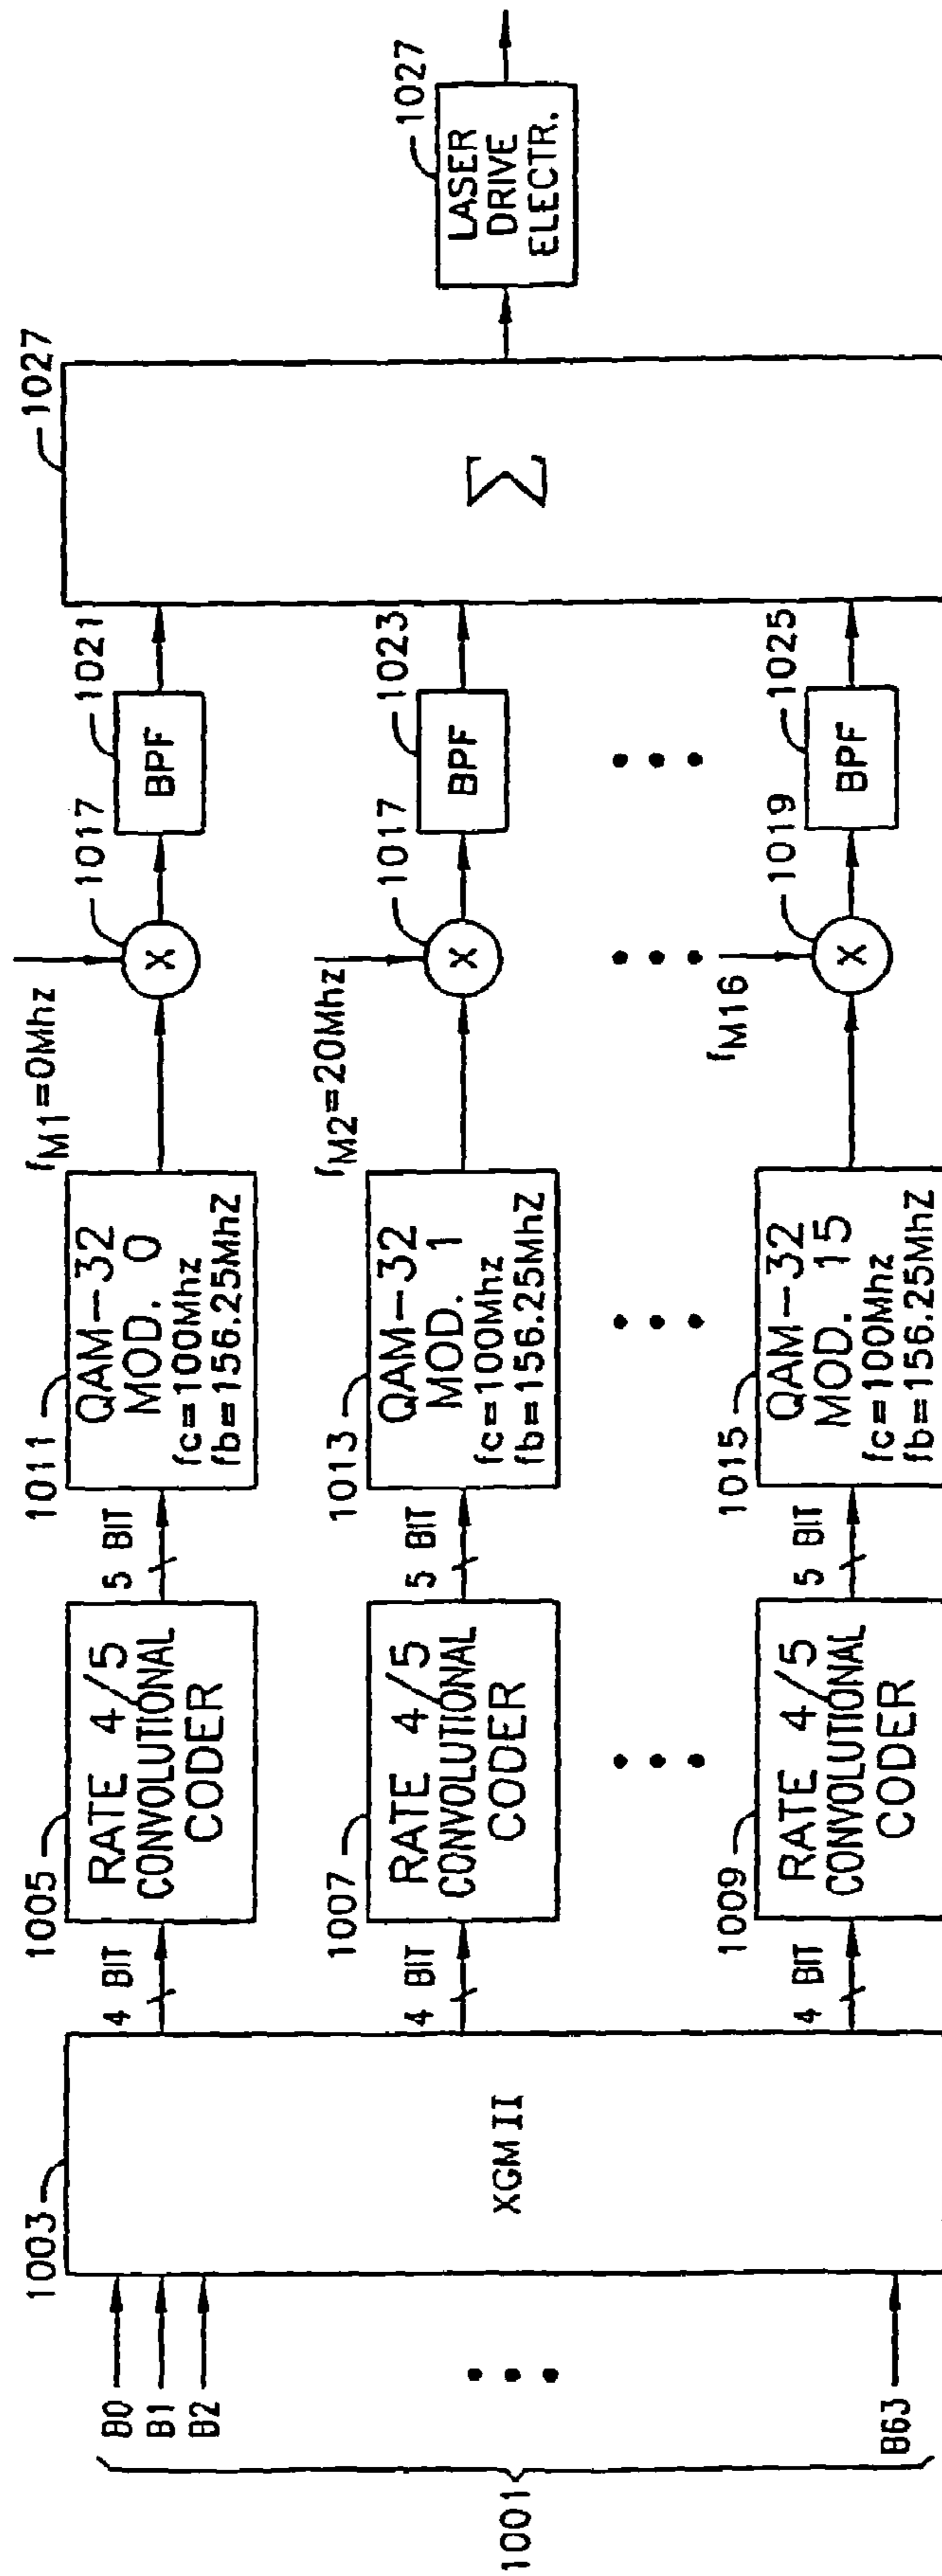 1001
B0
B1
B2
B63
1003
XGMII
4 BIT
4 BIT
4 BIT
1005
RATE 4/5
CONVOLUTIONAL
CODER
1007
RATE 4/5
CONVOLUTIONAL
CODER
1009
RATE 4/5
CONVOLUTIONAL
CODER
5 BIT
5 BIT
5 BIT
1011
QAM-32
MOD. 0
fc=100Mhz
fb=156.25MhZ
1013
QAM-32
MOD. 1
fc=100Mhz
fb=156.25MhZ
1015
QAM-32
MOD. 15
fc=100Mhz
fb=156.25MhZ
fM1=0Mhz
1017
X
fM2=20Mhz
1017
X
fM16
1019
X
1021
BPF
1023
BPF
1025
BPF
1027
Σ
1027
LASER
DRIVE
ELECTR.